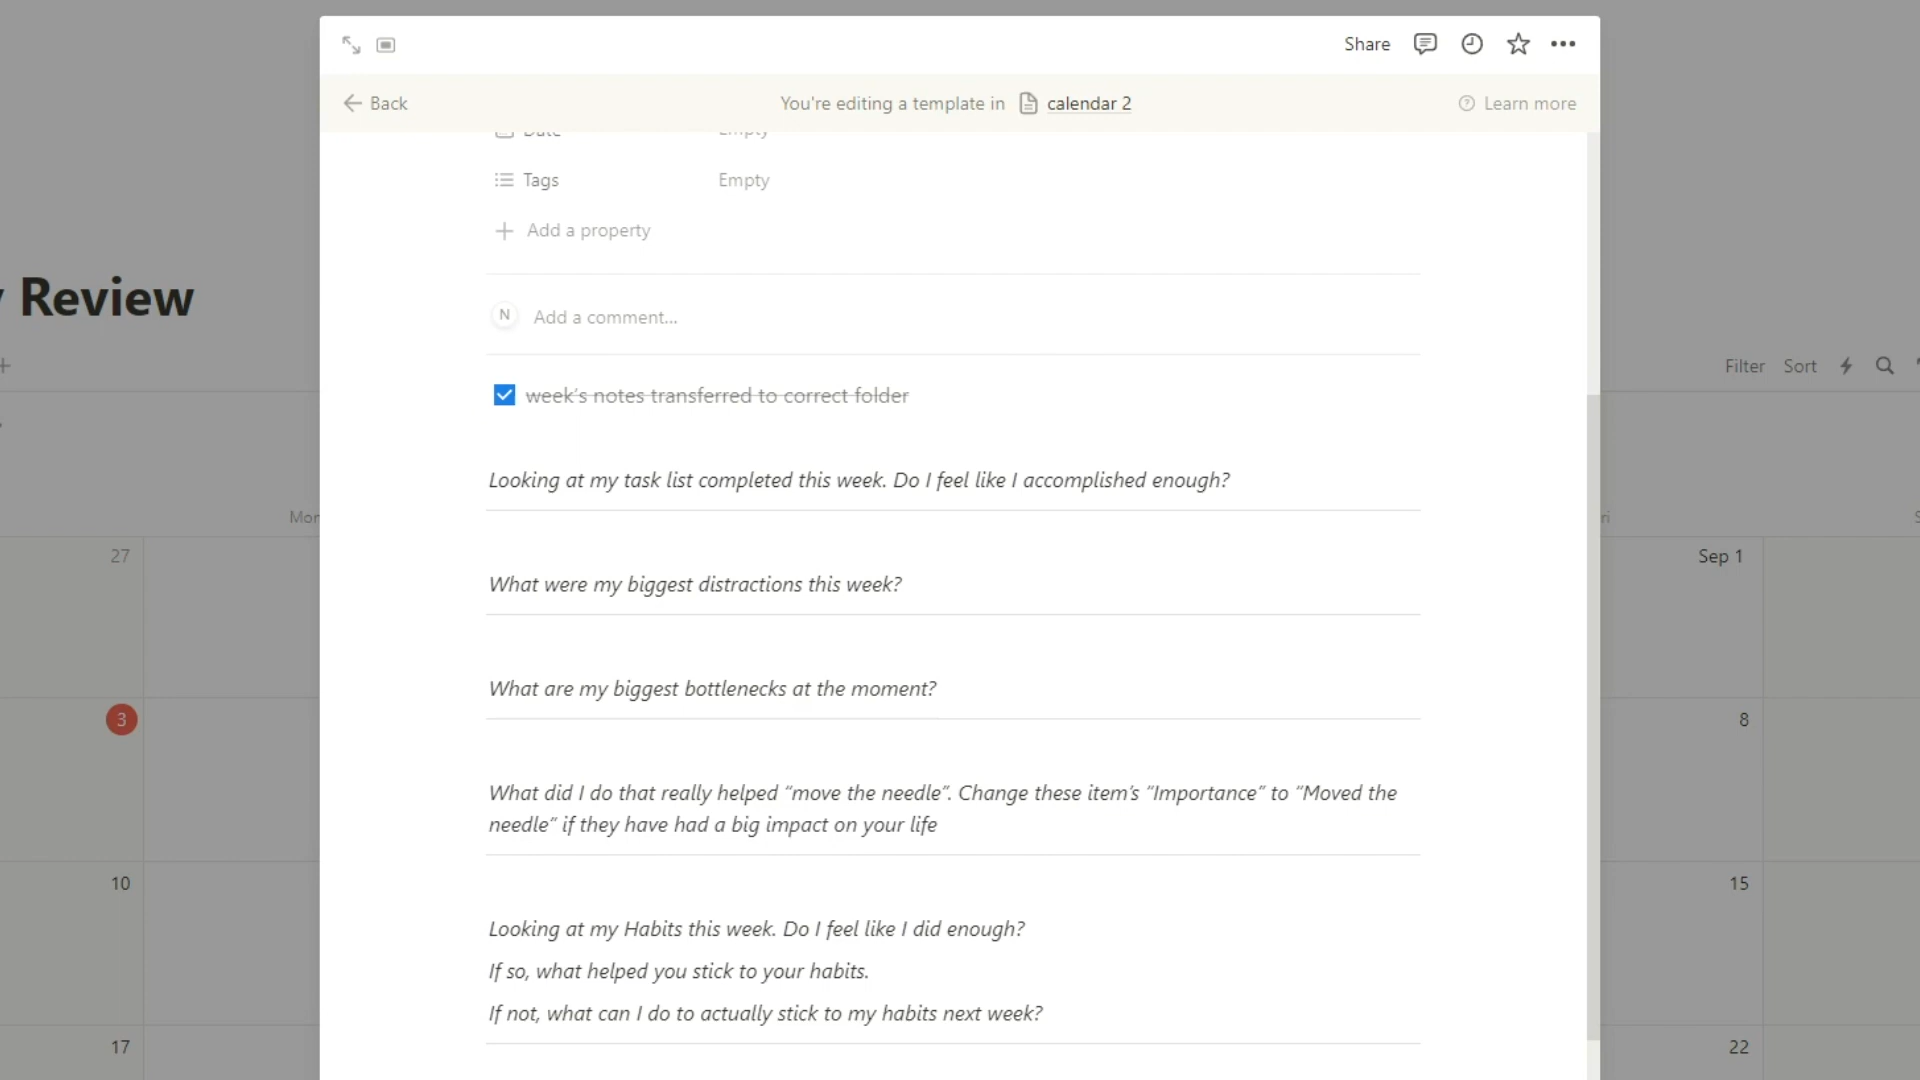 Share
Back
You're editing a template in calendar 2
Learn more
Date Empty
Tags Empty
Add a property
Review
N Add a comment...
Filter Sort
week's notes transferred to correct folder
Looking at my task list completed this week. Do I feel like I accomplished enough?
Mon
27
Sep 1
What were my biggest distractions this week?
What are my biggest bottlenecks at the moment?
3
8
What did I do that really helped “move the needle”. Change these item’s “Importance” to “Moved the
needle” if they have had a big impact on your life
10
15
Looking at my Habits this week. Do I feel like I did enough?
If so, what helped you stick to your habits.
If not, what can I do to actually stick to my habits next week?
17
22